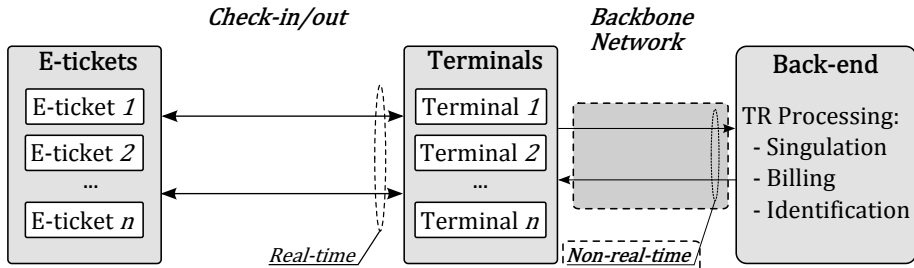 Check-in/out
Backbone
Network
E-tickets
E-ticket 1
E-ticket 2
...
E-ticket n
Terminals
Terminal 1
Terminal 2
...
Terminal n
Back-end
TR Processing:
- Singulation
- Billing
- Identification
Real-time
Non-real-time